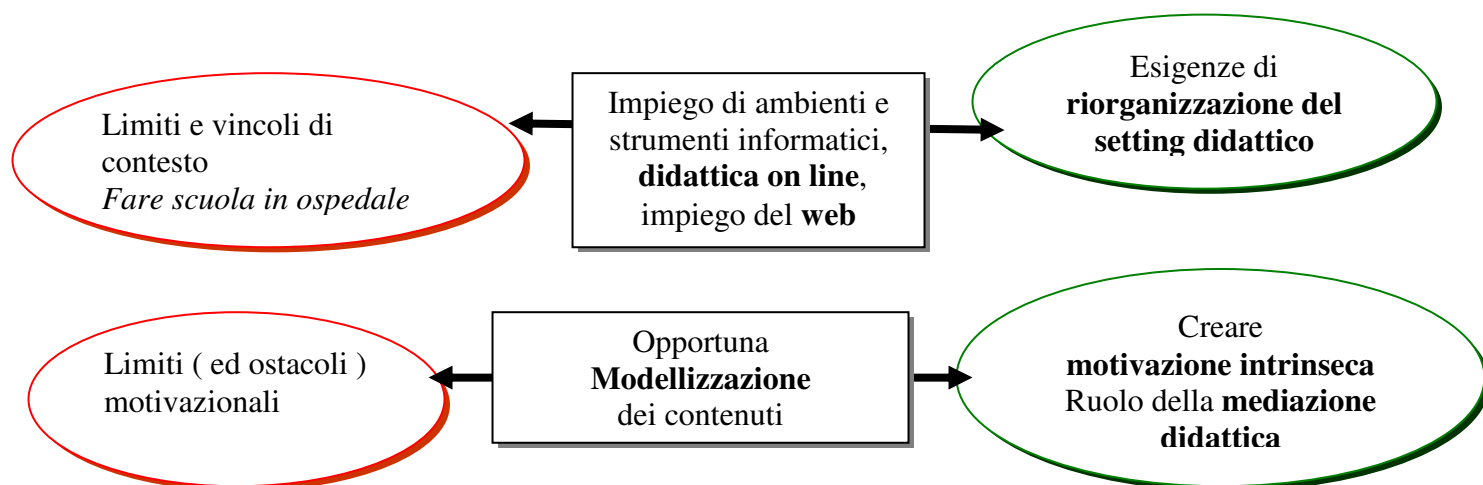 Limiti e vincoli di
contesto
Fare scuola in ospedale
Impiego di ambienti e
strumenti informatici,
didattica on line,
impiego del web
Esigenze di
riorganizzazione del
setting didattico
Limiti ( ed ostacoli )
motivazionali
Opportuna
Modellizzazione
dei contenuti
Creare
motivazione intrinseca
Ruolo della mediazione
didattica